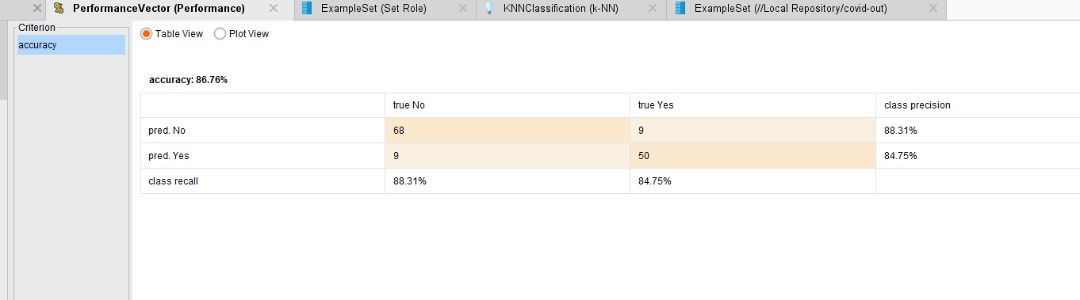 PerformanceVector (Performance) ExampleSet (Set Role) KNNClassification (k-NN) ExampleSet (//Local Repository/covid-out)
Criterion
accuracy
Table View Plot View
accuracy: 86.76%
true No true Yes class precision
pred. No 68 9 88.31%
pred. Yes 9 50 84.75%
class recall 88.31% 84.75%